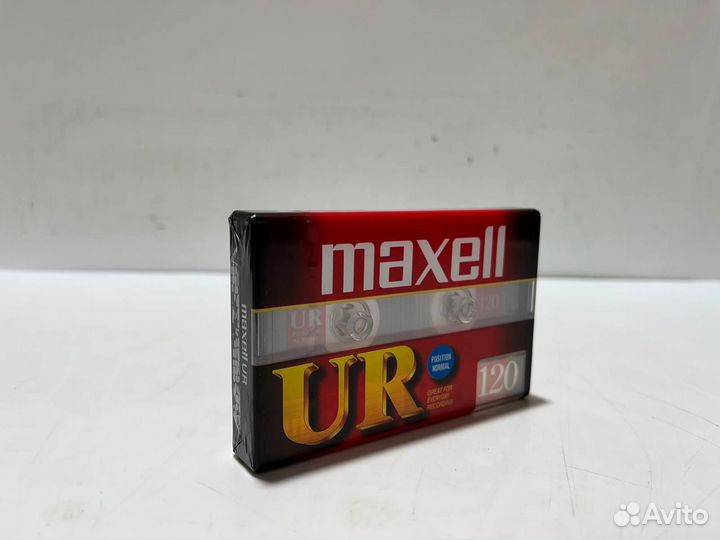 maxell
UR
120
UR
POSITION
NORMAL
GREAT FOR
EVERYDAY
RECORDING
120
maxell UR
Avito